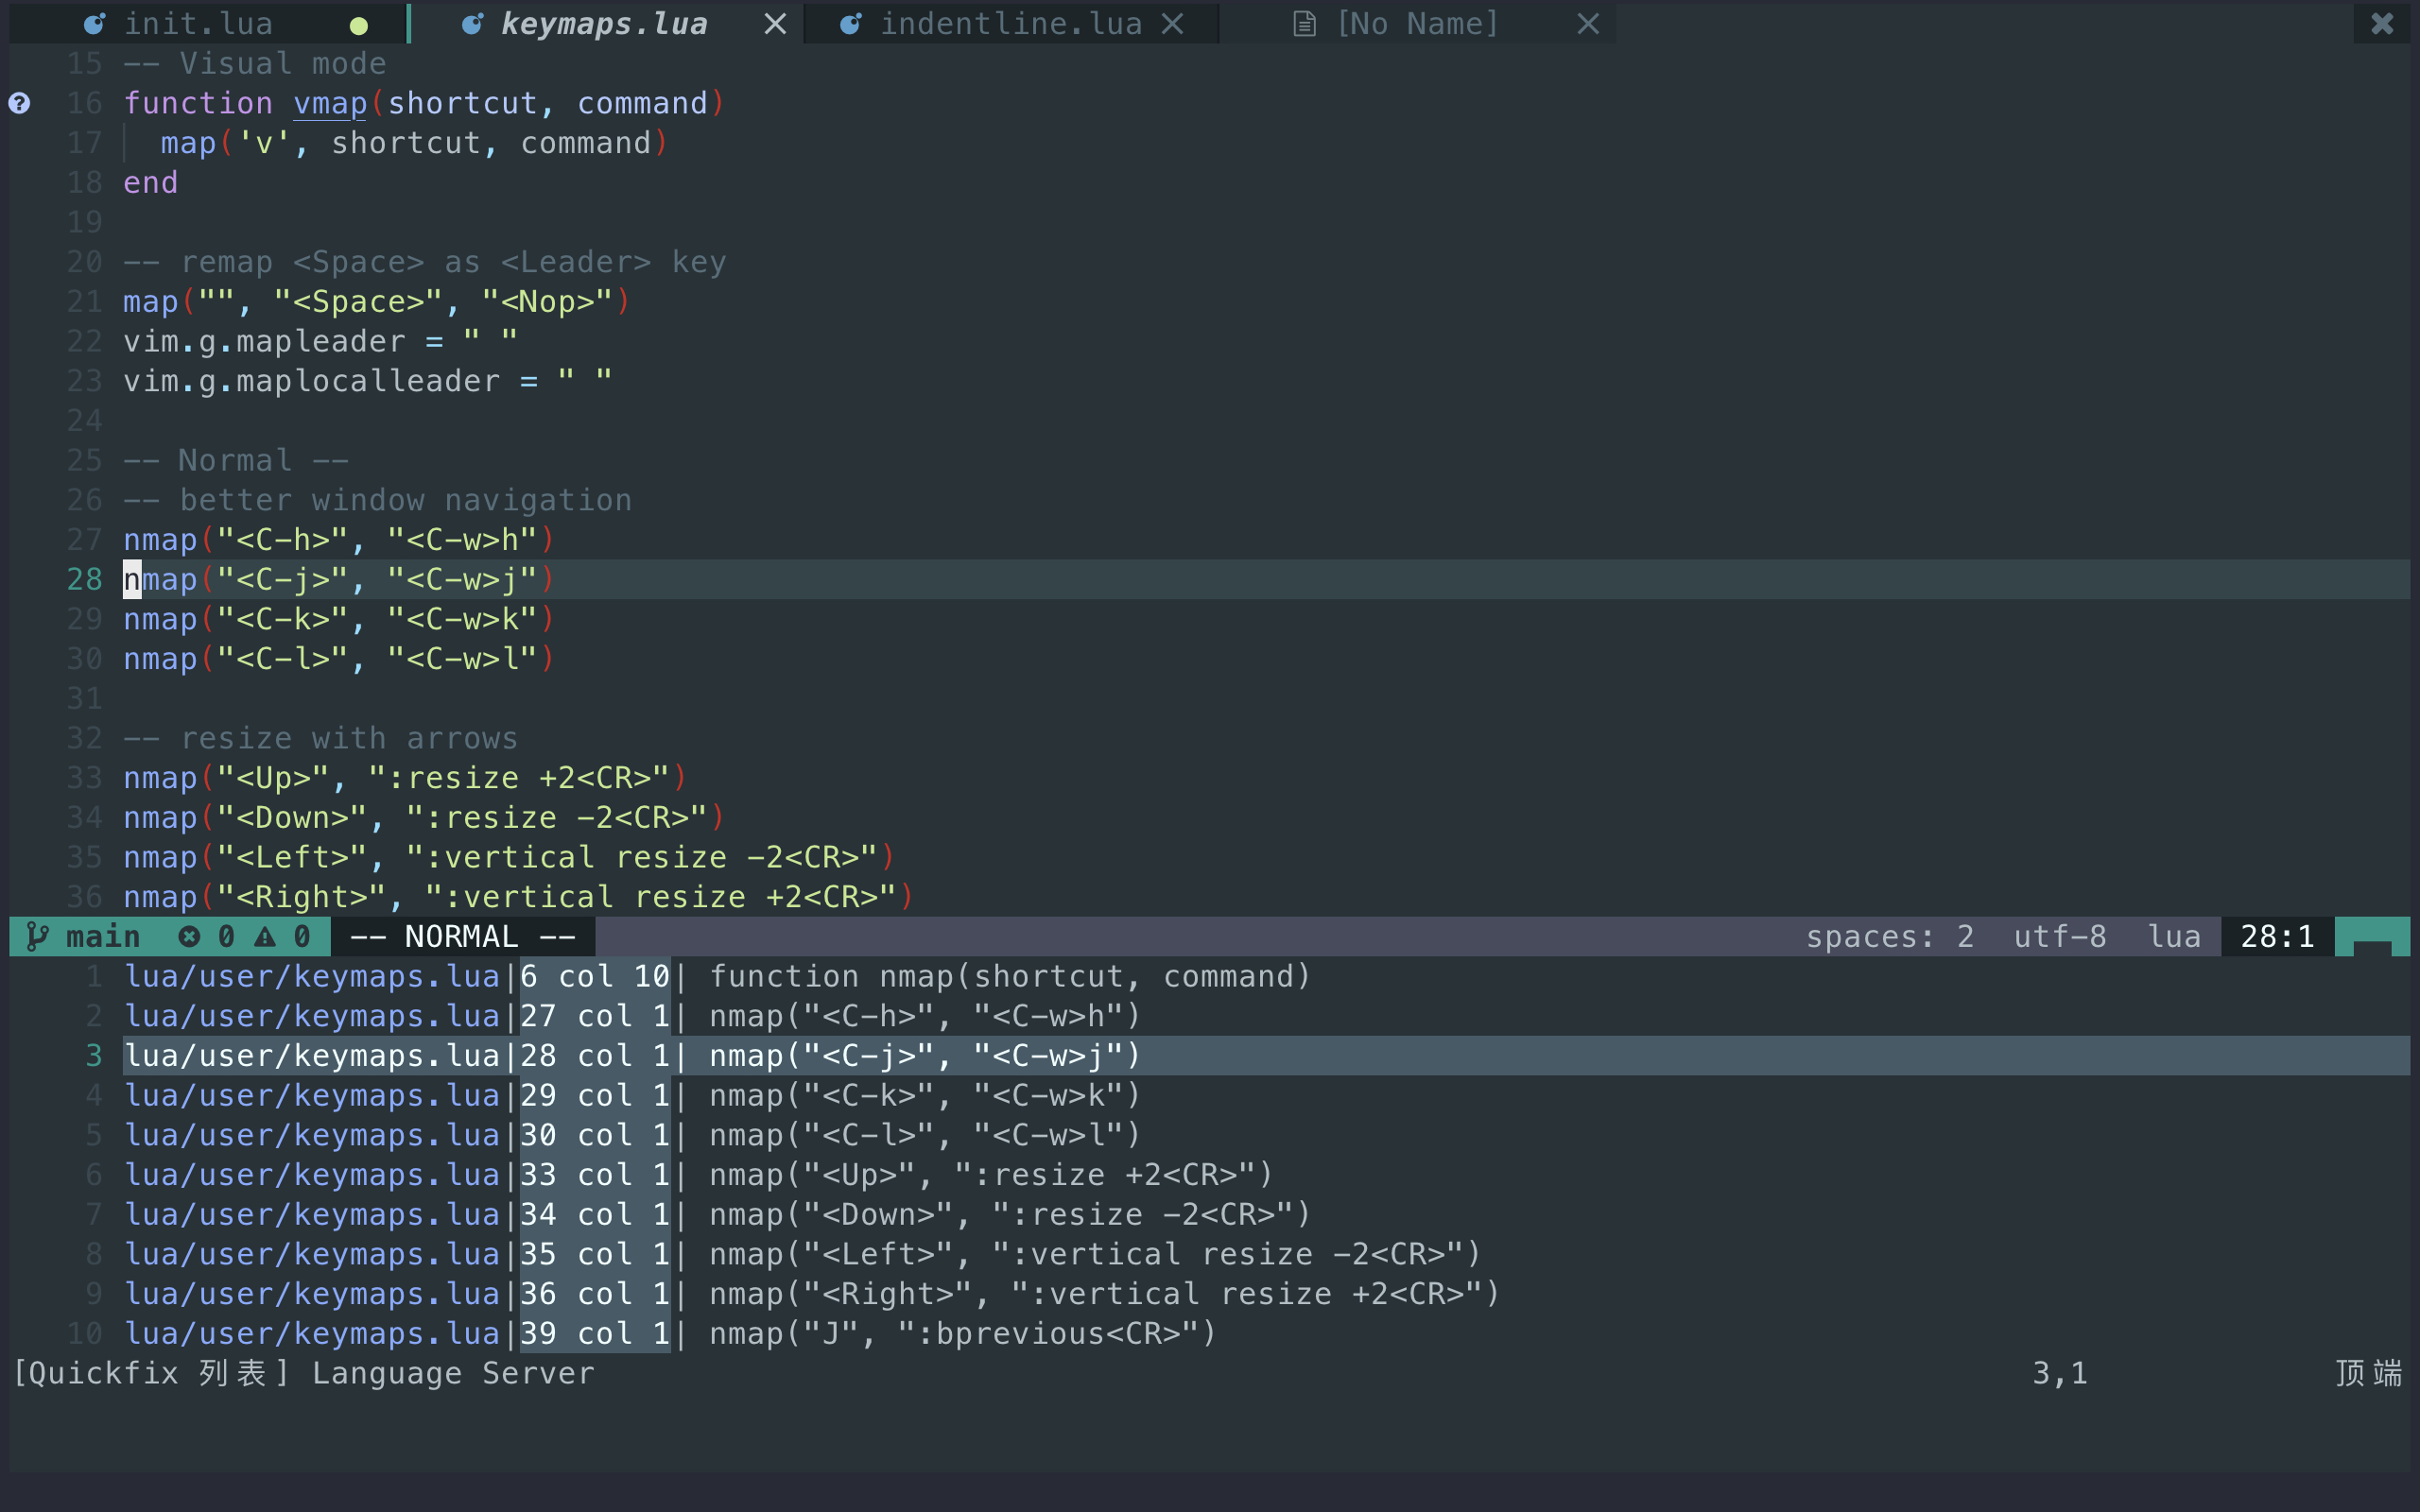 init.lua keymaps.lua indentline.lua [No Name]
15 -- Visual mode
16 function vmap(shortcut, command)
17 map('v', shortcut, command)
18 end
19
20 -- remap <Space> as <Leader> key
21 map("", "<Space>", "<Nop>")
22 vim.g.mapleader = " "
23 vim.g.maplocalleader = " "
24
25 -- Normal --
26 -- better window navigation
27 nmap("<C-h>", "<C-w>h")
28 nmap("<C-j>", "<C-w>j")
29 nmap("<C-k>", "<C-w>k")
30 nmap("<C-l>", "<C-w>l")
31
32 -- resize with arrows
33 nmap("<Up>", ":resize +2<CR>")
34 nmap("<Down>", ":resize -2<CR>")
35 nmap("<Left>", ":vertical resize -2<CR>")
36 nmap("<Right>", ":vertical resize +2<CR>")
main 0 0 -- NORMAL -- spaces: 2 utf-8 lua 28:1
1 lua/user/keymaps.lua|6 col 10| function nmap(shortcut, command)
2 lua/user/keymaps.lua|27 col 1| nmap("<C-h>", "<C-w>h")
3 lua/user/keymaps.lua|28 col 1| nmap("<C-j>", "<C-w>j")
4 lua/user/keymaps.lua|29 col 1| nmap("<C-k>", "<C-w>k")
5 lua/user/keymaps.lua|30 col 1| nmap("<C-l>", "<C-w>l")
6 lua/user/keymaps.lua|33 col 1| nmap("<Up>", ":resize +2<CR>")
7 lua/user/keymaps.lua|34 col 1| nmap("<Down>", ":resize -2<CR>")
8 lua/user/keymaps.lua|35 col 1| nmap("<Left>", ":vertical resize -2<CR>")
9 lua/user/keymaps.lua|36 col 1| nmap("<Right>", ":vertical resize +2<CR>")
10 lua/user/keymaps.lua|39 col 1| nmap("J", ":bprevious<CR>")
[Quickfix 列表] Language Server 3,1 顶端